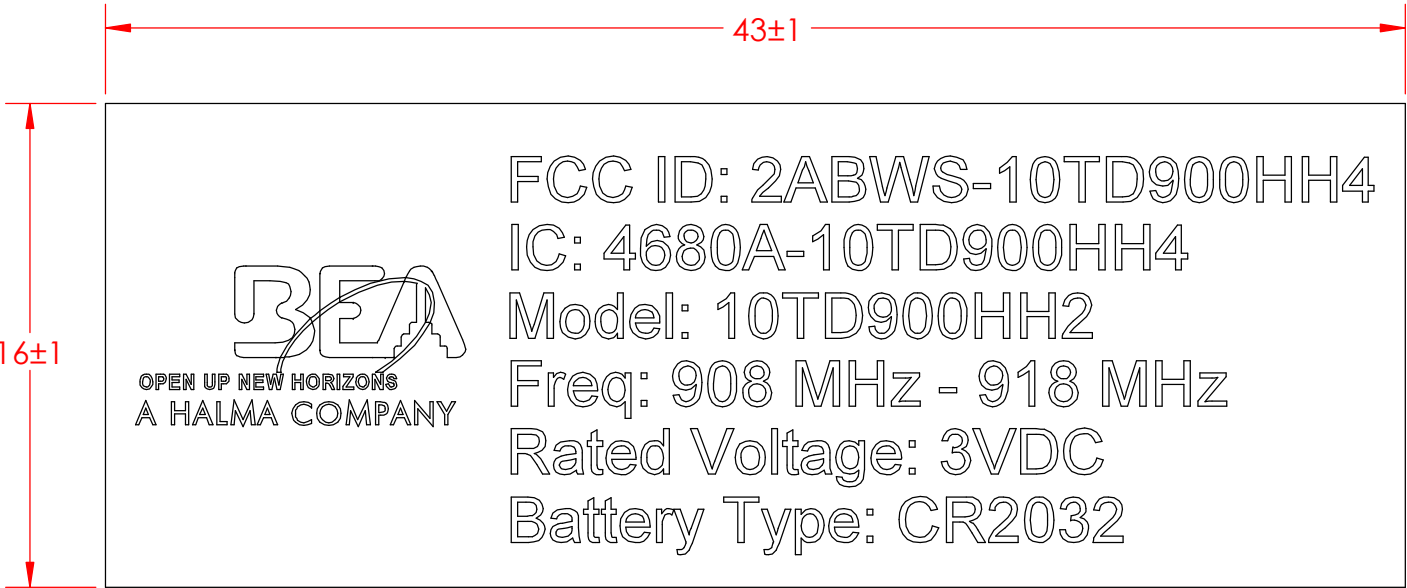 43±1
16±1
BEA
OPEN UP NEW HORIZONS
A HALMA COMPANY
FCC ID: 2ABWS-10TD900HH4
IC: 4680A-10TD900HH4
Model: 10TD900HH2
Freq: 908 MHz - 918 MHz
Rated Voltage: 3VDC
Battery Type: CR2032